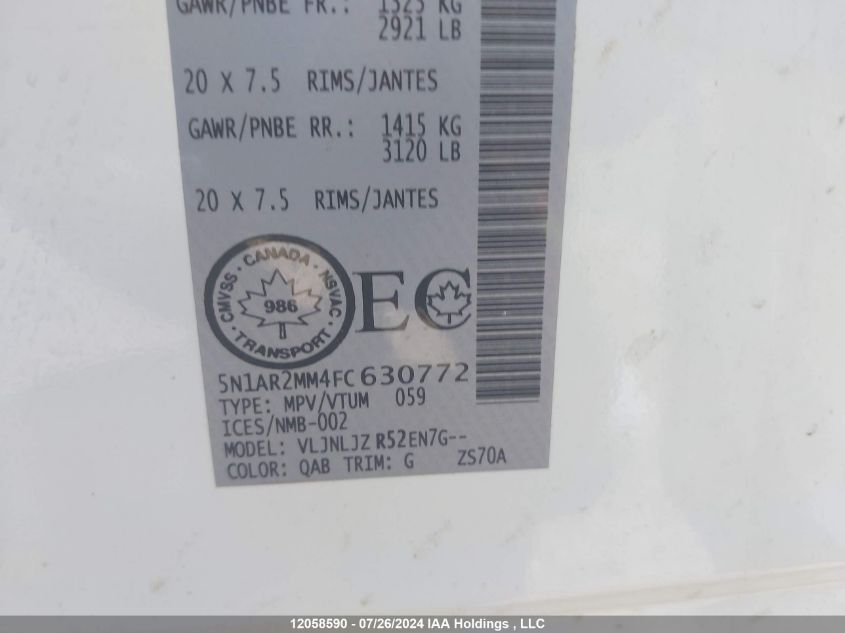 GAWR/PNBE FR.: 1325 KG
2921 LB
20 X 7.5 RIMS/JANTES
GAWR/PNBE RR.: 1415 KG
3120 LB
20 X 7.5 RIMS/JANTES
CMVSS · CANADA · NSVAC · TRANSPORT ·
986
EC
5N1AR2MM4FC630772
TYPE: MPV/VTUM 059
ICES/NMB-002
MODEL: VLJNLJZ R52EN7G--
COLOR: QAB TRIM: G ZS70A
12058590 - 07/26/2024 IAA Holdings , LLC